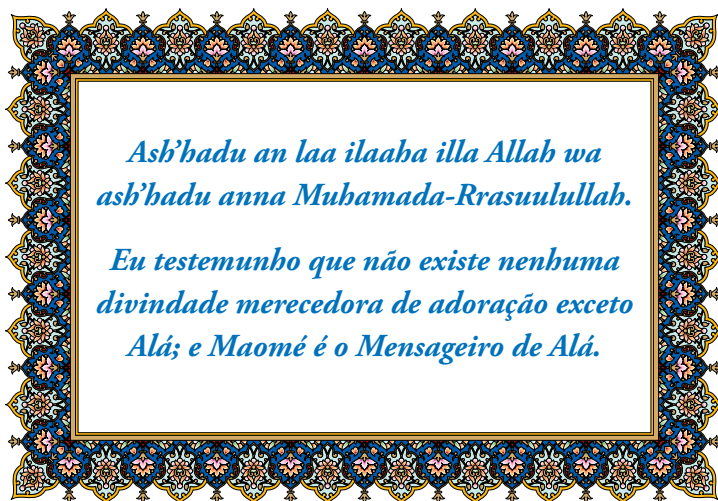 Ash’hadu an laa ilaaha illa Allah wa
ash’hadu anna Muhamada-Rrasuulullah.
Eu testemunho que não existe nenhuma
divindade merecedora de adoração exceto
Alá; e Maomé é o Mensageiro de Alá.